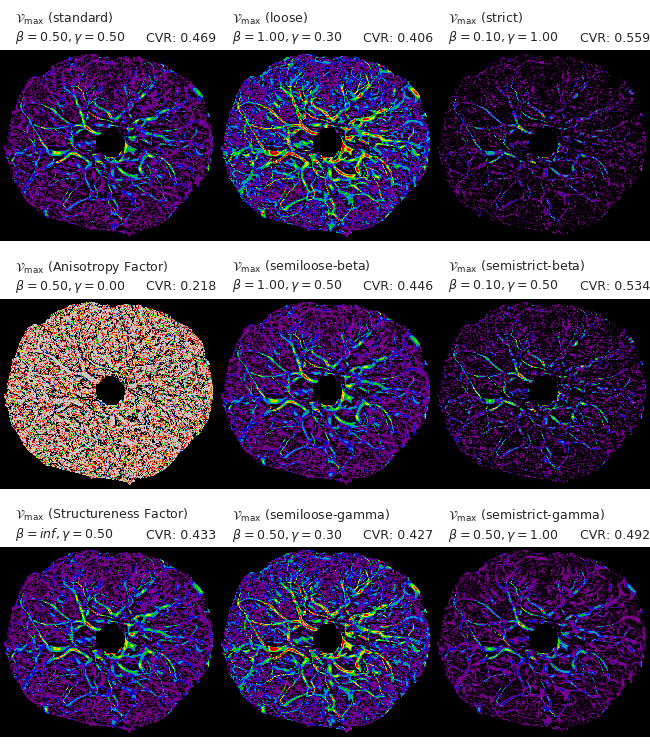 𝒱max (standard)
β = 0.50, γ = 0.50 CVR: 0.469
𝒱max (loose)
β = 1.00, γ = 0.30 CVR: 0.406
𝒱max (strict)
β = 0.10, γ = 1.00 CVR: 0.559
𝒱max (Anisotropy Factor)
β = 0.50, γ = 0.00 CVR: 0.218
𝒱max (semiloose-beta)
β = 1.00, γ = 0.50 CVR: 0.446
𝒱max (semistrict-beta)
β = 0.10, γ = 0.50 CVR: 0.534
𝒱max (Structureness Factor)
β = inf, γ = 0.50 CVR: 0.433
𝒱max (semiloose-gamma)
β = 0.50, γ = 0.30 CVR: 0.427
𝒱max (semistrict-gamma)
β = 0.50, γ = 1.00 CVR: 0.492